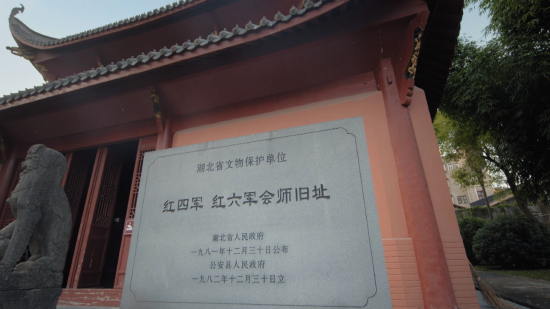 湖北省文物保护单位
红四军 红六军会师旧址
湖北省人民政府
一九八一年十二月三十日公布
公安县人民政府
一九八二年十二月三十日立